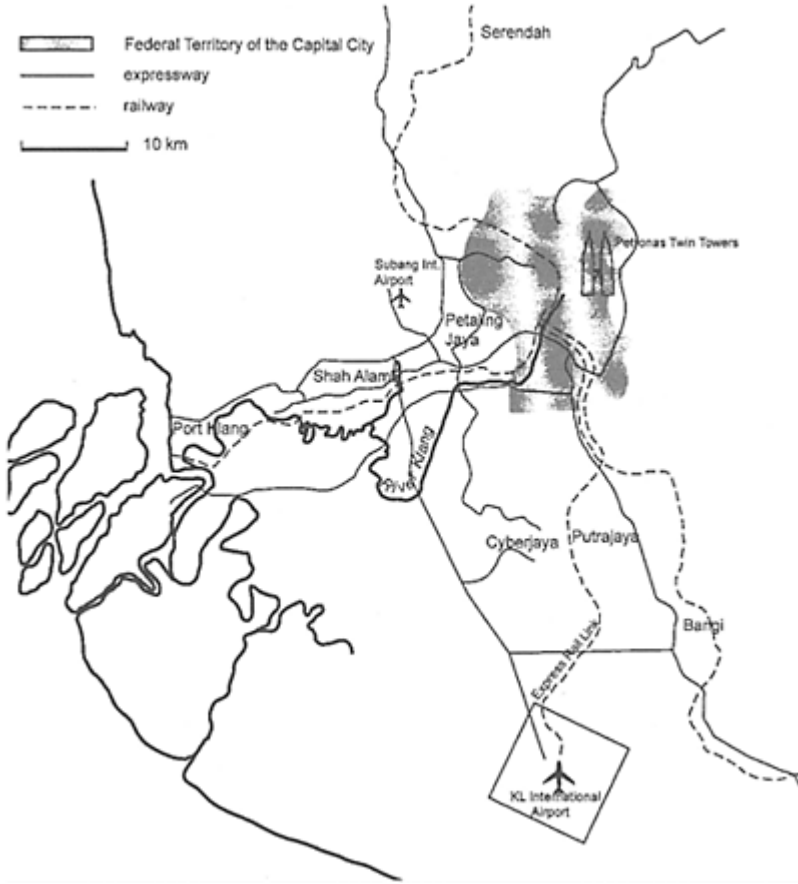 Serendah
Federal Territory of the Capital City
expressway
railway
10 km
Petronas Twin Towers
Subang Int.
Airport
Petaling
Jaya
Shah Alam
Port Klang
River Klang
Cyberjaya
Putrajaya
Bangi
Express Rail Link
KL International
Airport